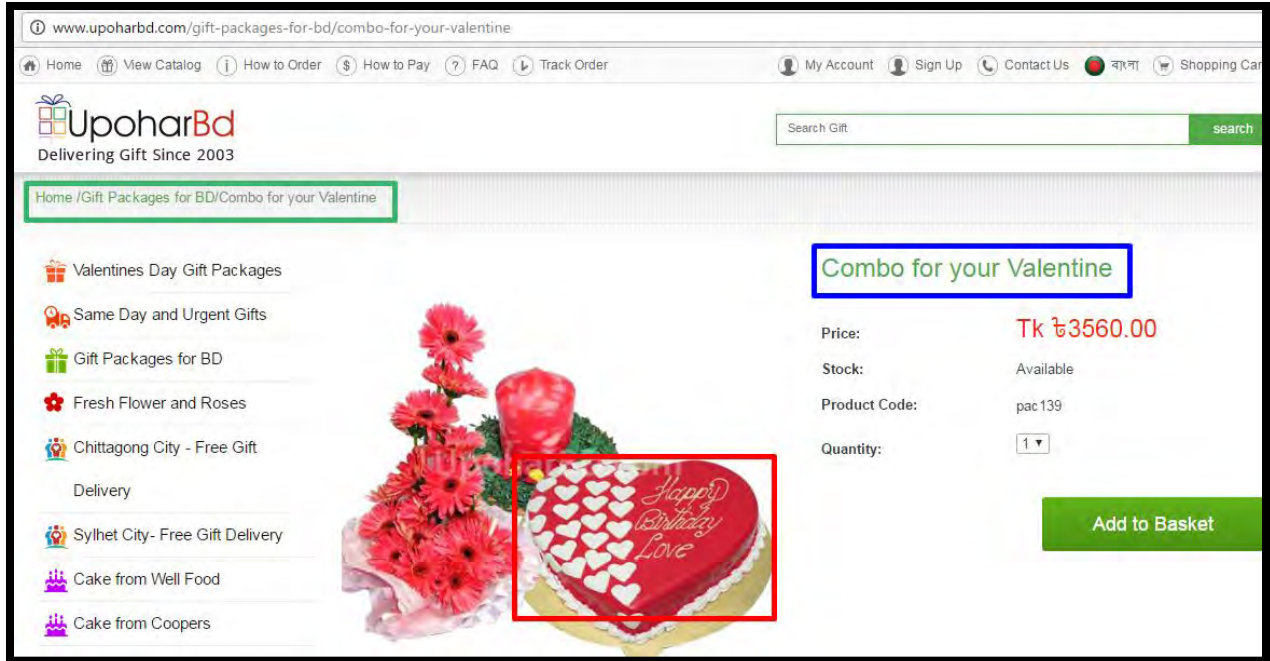 www.upoharbd.com/gift-packages-for-bd/combo-for-your-valentine
Home View Catalog How to Order How to Pay FAQ Track Order My Account Sign Up Contact Us বাংলা Shopping Car
UpoharBd
Delivering Gift Since 2003
Search Gift search
Home /Gift Packages for BD/Combo for your Valentine
Valentines Day Gift Packages
Same Day and Urgent Gifts
Gift Packages for BD
Fresh Flower and Roses
Chittagong City - Free Gift
Delivery
Sylhet City- Free Gift Delivery
Cake from Well Food
Cake from Coopers
Happy
Birthday
Love
Combo for your Valentine
Price: Tk ৳3560.00
Stock: Available
Product Code: pac139
Quantity: 1
Add to Basket